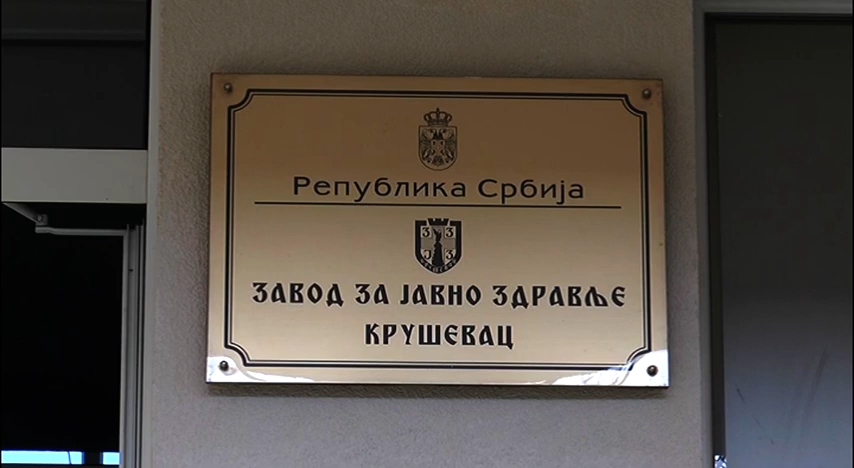 Република Србија
З З
Ј З
ЗАВОД ЗА ЈАВНО ЗДРАВЉЕ
КРУШЕВАЦ